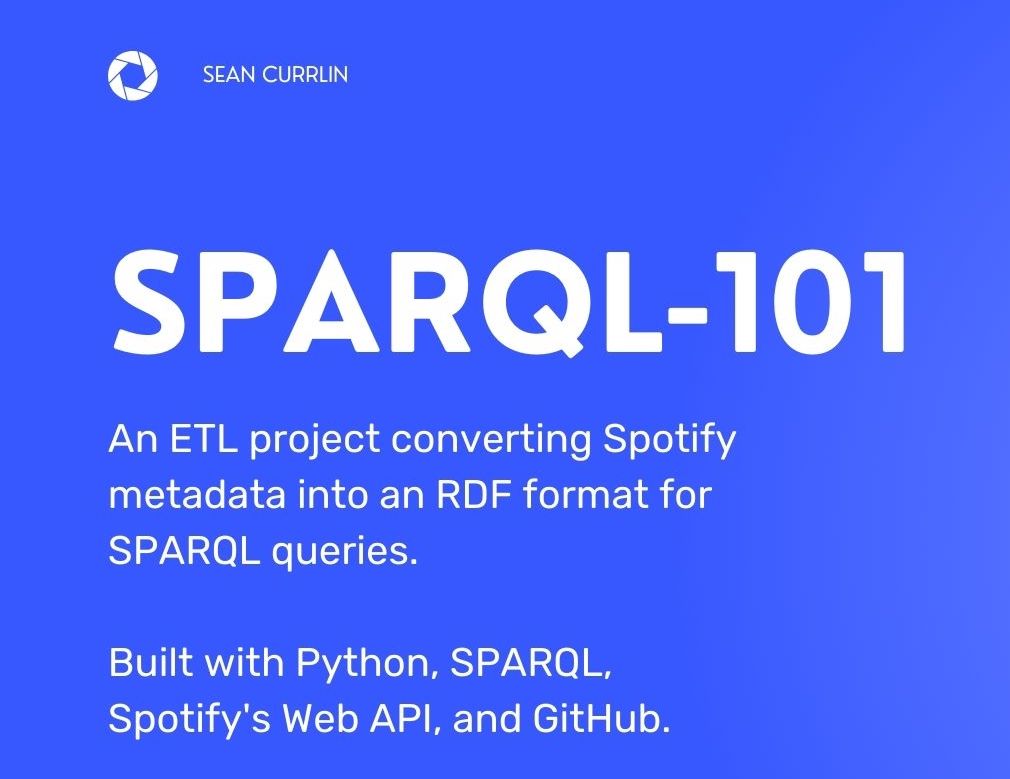 SEAN CURRLIN
SPARQL-101
An ETL project converting Spotify
metadata into an RDF format for
SPARQL queries.
Built with Python, SPARQL,
Spotify's Web API, and GitHub.